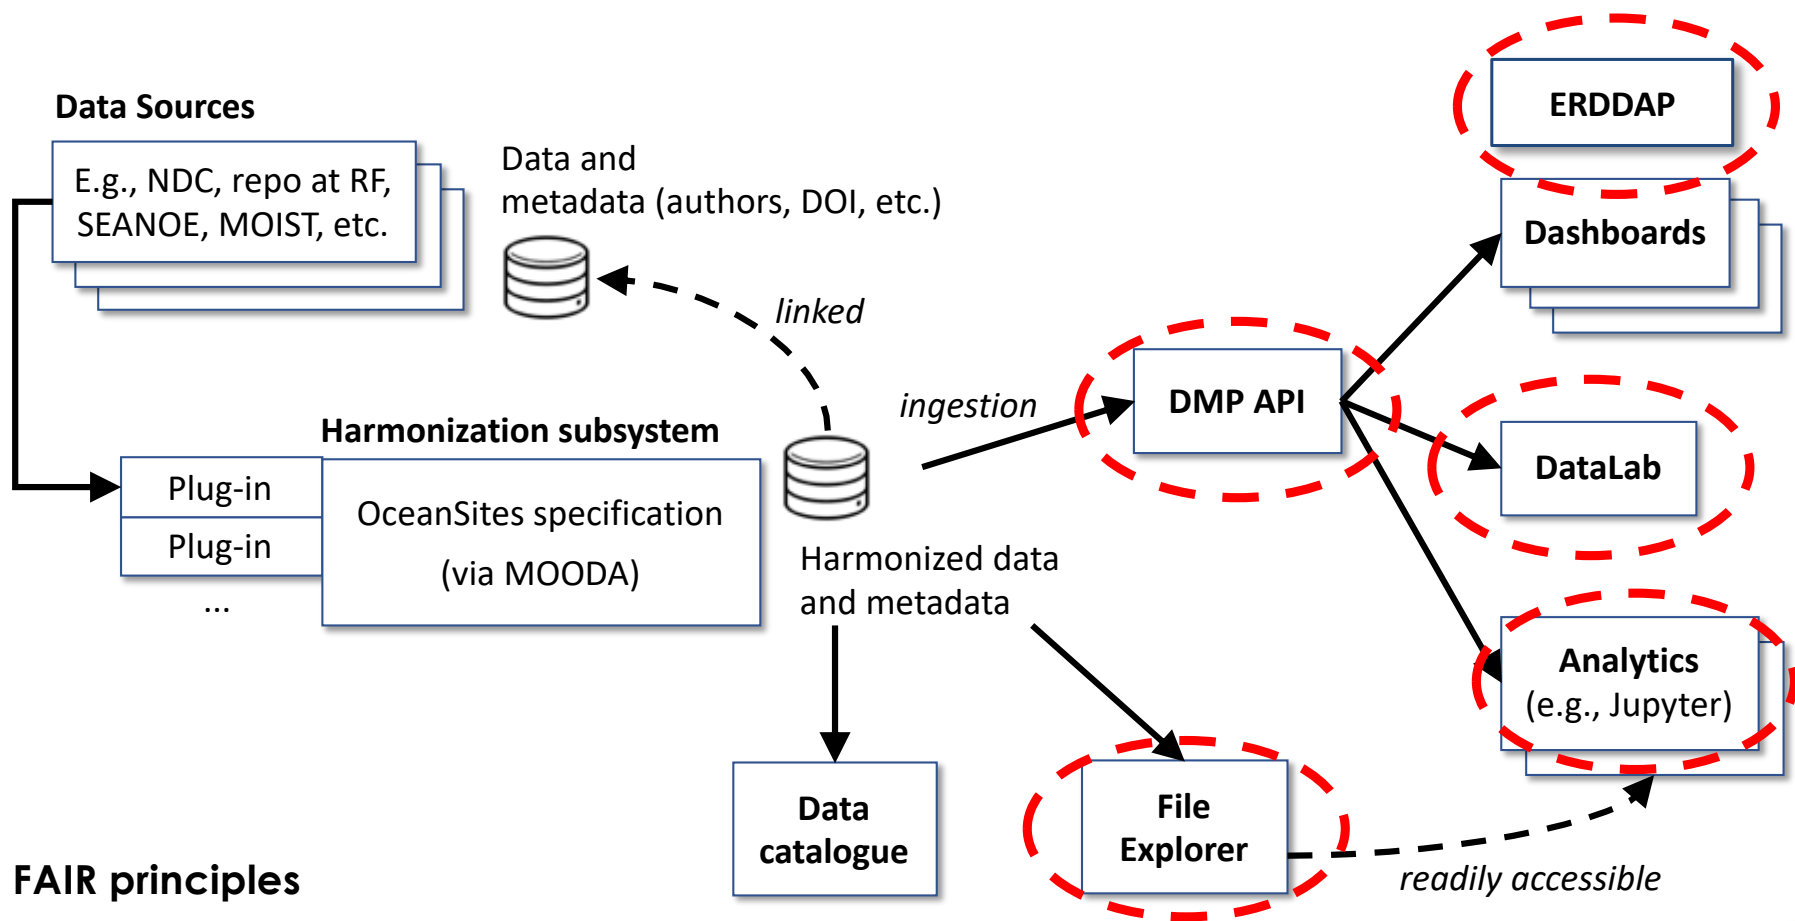 ERDDAP
Data Sources
E.g., NDC, repo at RF,
SEANOE, MOIST, etc.
Data and
metadata (authors, DOI, etc.)
Dashboards
linked
ingestion
DMP API
Harmonization subsystem
DataLab
Plug-in
Plug-in
...
OceanSites specification
(via MOODA)
Harmonized data
and metadata
Analytics
(e.g., Jupyter)
Data
catalogue
File
Explorer
readily accessible
FAIR principles